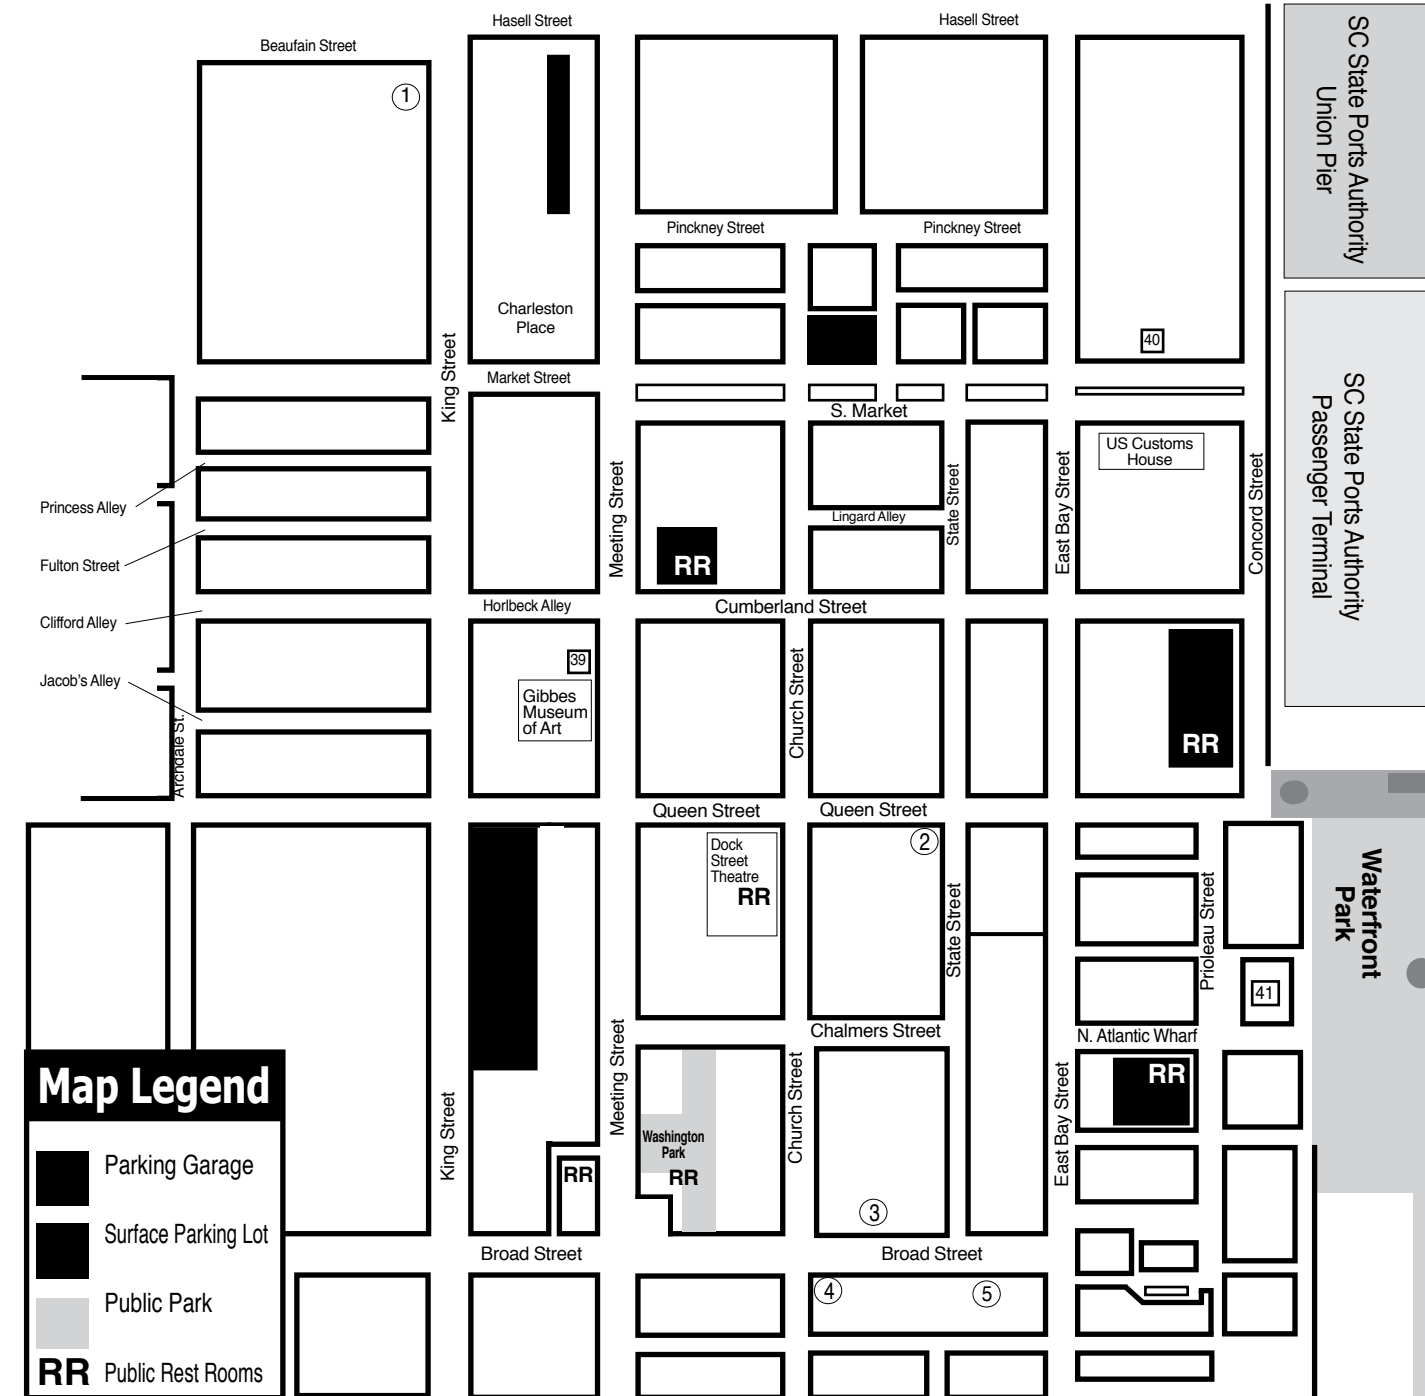 Hasell Street
Hasell Street
Beaufain Street
1
SC State Ports Authority
Union Pier
Pinckney Street
Pinckney Street
Charleston
Place
40
King Street
Market Street
S. Market
SC State Ports Authority
Passenger Terminal
US Customs
House
Meeting Street
State Street
East Bay Street
Concord Street
Princess Alley
Lingard Alley
RR
Fulton Street
Horlbeck Alley
Cumberland Street
Clifford Alley
39
Church Street
Jacob's Alley
Gibbes
Museum
of Art
Archdale St.
RR
Queen Street
Queen Street
2
Dock
Street
Theatre
RR
State Street
Prioleau Street
Waterfront
Park
41
Chalmers Street
N. Atlantic Wharf
Meeting Street
Church Street
East Bay Street
King Street
RR
Washington
Park
RR
RR
3
Broad Street
Broad Street
4
5
Map Legend
Parking Garage
Surface Parking Lot
Public Park
RR Public Rest Rooms